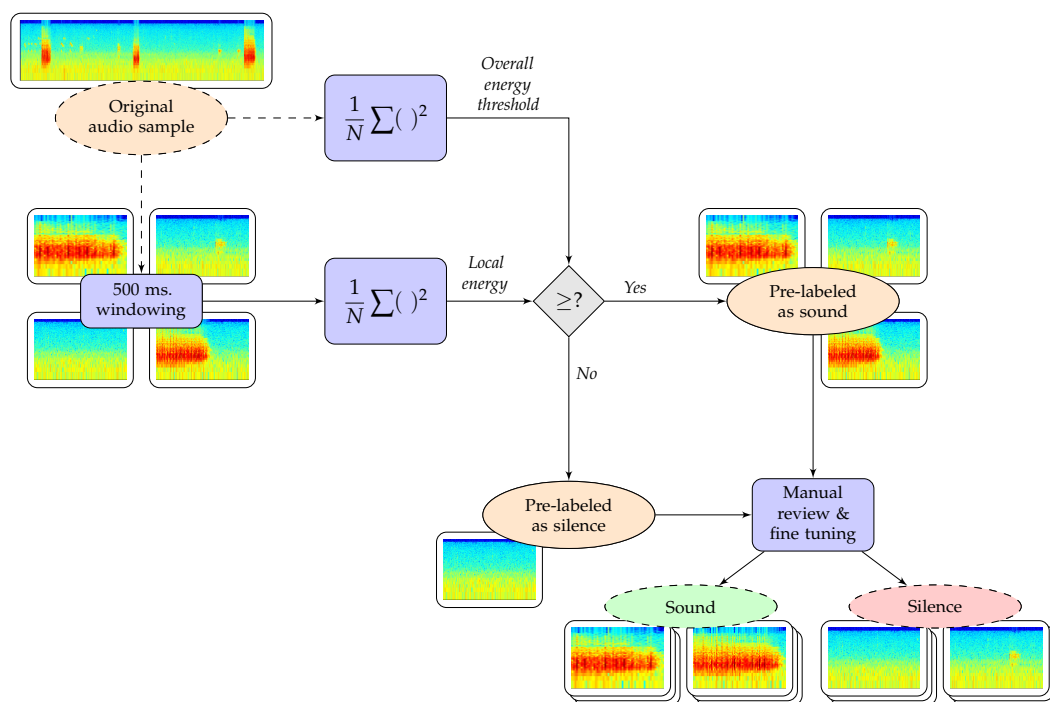 Original
audio sample
1/N ∑( )²
Overall
energy
threshold
500 ms.
windowing
1/N ∑( )²
Local
energy
≥?
Yes
Pre-labeled
as sound
No
Pre-labeled
as silence
Manual
review &
fine tuning
Sound
Silence